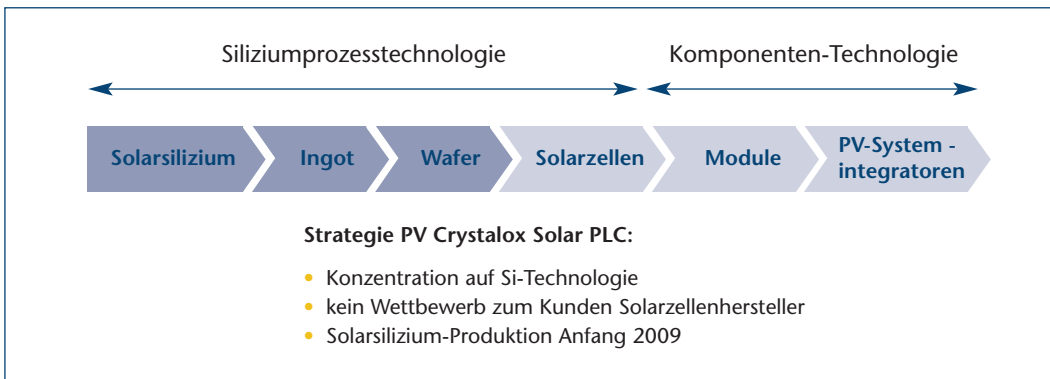 Siliziumprozesstechnologie
Komponenten-Technologie
Solarsilizium
Ingot
Wafer
Solarzellen
Module
PV-System -
integratoren
Strategie PV Crystalox Solar PLC:
• Konzentration auf Si-Technologie
• kein Wettbewerb zum Kunden Solarzellenhersteller
• Solarsilizium-Produktion Anfang 2009